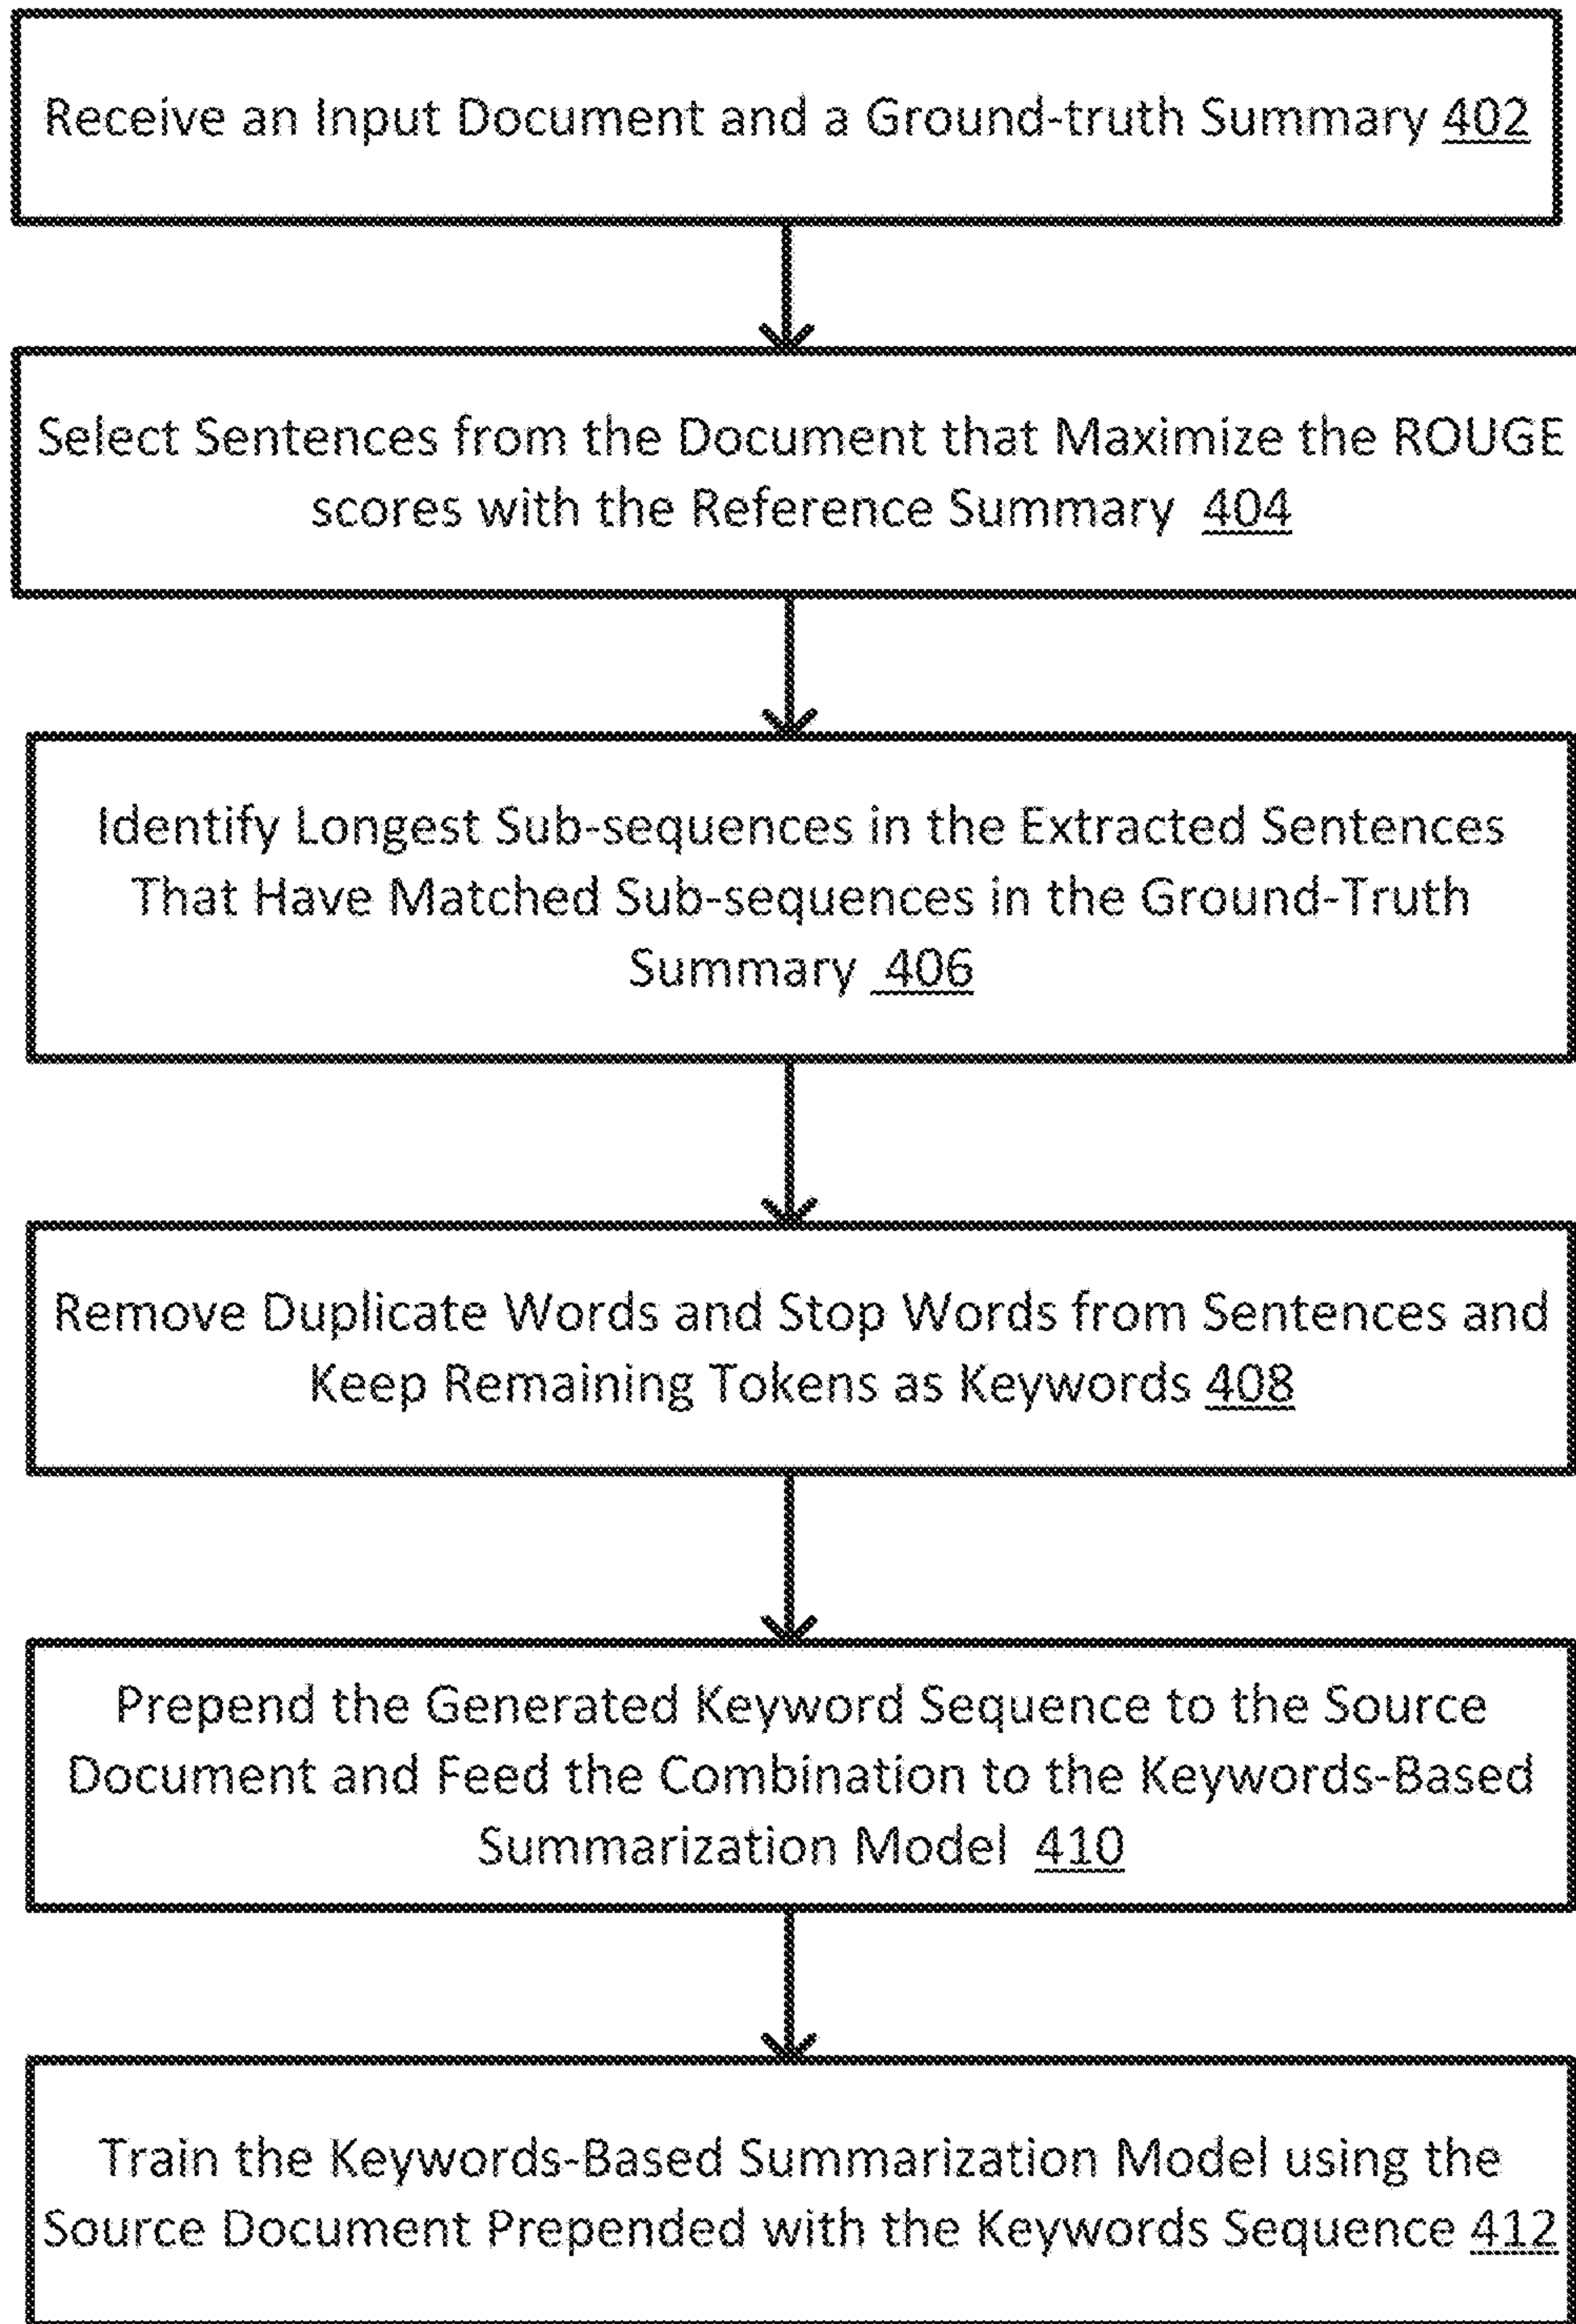 Receive an Input Document and a Ground-truth Summary 402
Select Sentences from the Document that Maximize the ROUGE
scores with the Reference Summary 404
Identify Longest Sub-sequences in the Extracted Sentences
That Have Matched Sub-sequences in the Ground-Truth
Summary 406
Remove Duplicate Words and Stop Words from Sentences and
Keep Remaining Tokens as Keywords 408
Prepend the Generated Keyword Sequence to the Source
Document and Feed the Combination to the Keywords-Based
Summarization Model 410
Train the Keywords-Based Summarization Model using the
Source Document Prepended with the Keywords Sequence 412